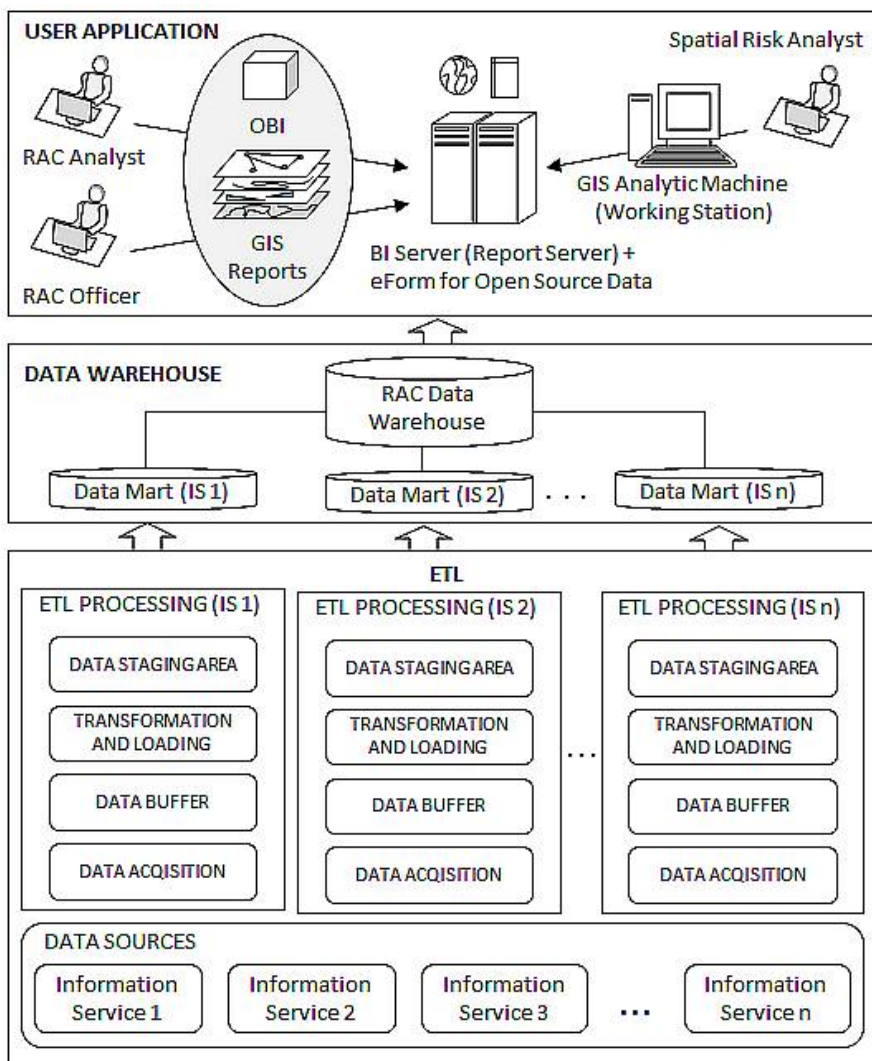 USER APPLICATION
Spatial Risk Analyst
OBI
RAC Analyst
GIS Analytic Machine
(Working Station)
GIS
Reports
BI Server (Report Server) +
eForm for Open Source Data
RAC Officer
DATA WAREHOUSE
RAC Data
Warehouse
Data Mart (IS 1)
Data Mart (IS 2)
. . .
Data Mart (IS n)
ETL
ETL PROCESSING (IS 1)
DATA STAGING AREA
TRANSFORMATION
AND LOADING
DATA BUFFER
DATA ACQISITION
ETL PROCESSING (IS 2)
DATA STAGING AREA
TRANSFORMATION
AND LOADING
DATA BUFFER
DATA ACQISITION
...
ETL PROCESSING (IS n)
DATA STAGING AREA
TRANSFORMATION
AND LOADING
DATA BUFFER
DATA ACQISITION
DATA SOURCES
Information
Service 1
Information
Service 2
Information
Service 3
...
Information
Service n